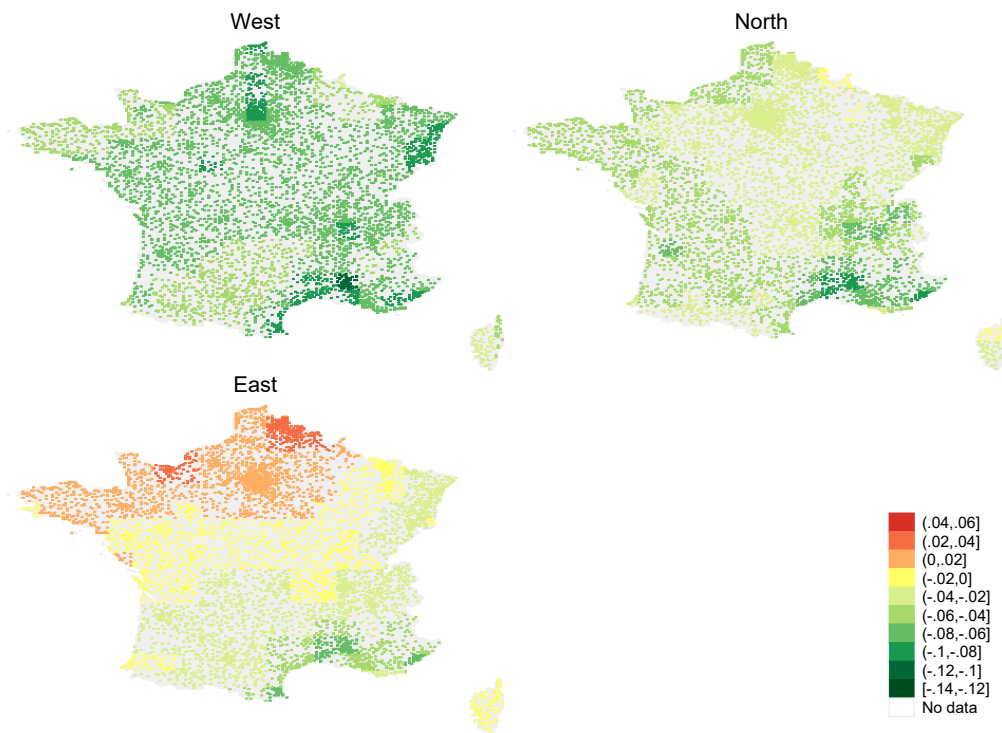 West
North
East
(.04,.06]
(.02,.04]
(0,.02]
(-.02,0]
(-.04,-.02]
(-.06,-.04]
(-.08,-.06]
(-.1,-.08]
(-.12,-.1]
[-.14,-.12]
No data